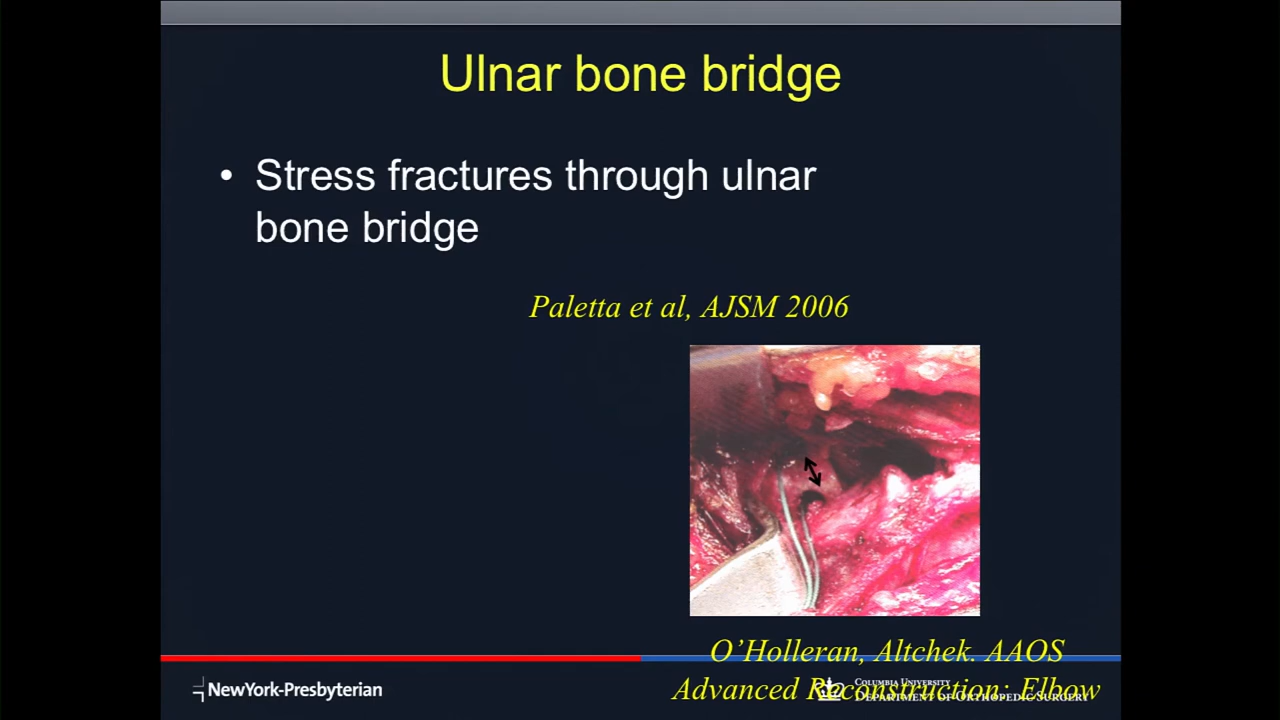 Ulnar bone bridge
• Stress fractures through ulnar
bone bridge
Paletta et al, AJSM 2006
O’Holleran, Altchek. AAOS
Advanced Reconstruction: Elbow
NewYork-Presbyterian
COLUMBIA UNIVERSITY
DEPARTMENT OF ORTHOPEDIC SURGERY